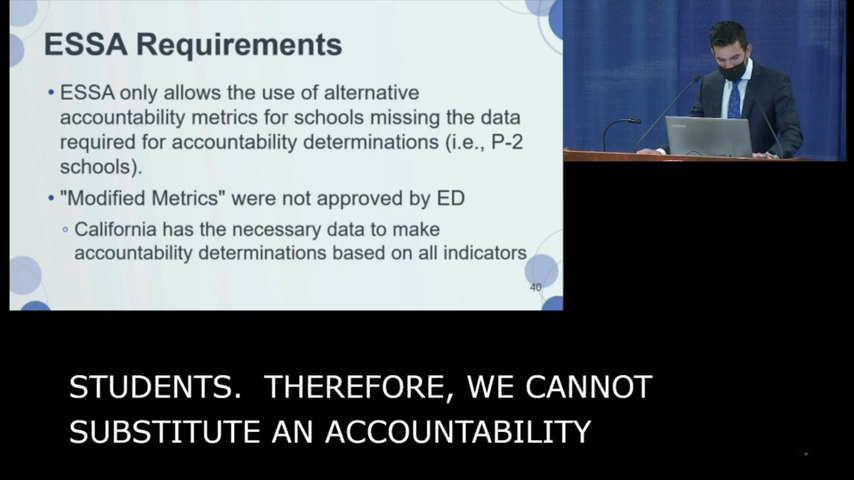 ESSA Requirements
• ESSA only allows the use of alternative
accountability metrics for schools missing the data
required for accountability determinations (i.e., P-2
schools).
• "Modified Metrics" were not approved by ED
◦ California has the necessary data to make
accountability determinations based on all indicators
40
STUDENTS.  THEREFORE, WE CANNOT
SUBSTITUTE AN ACCOUNTABILITY